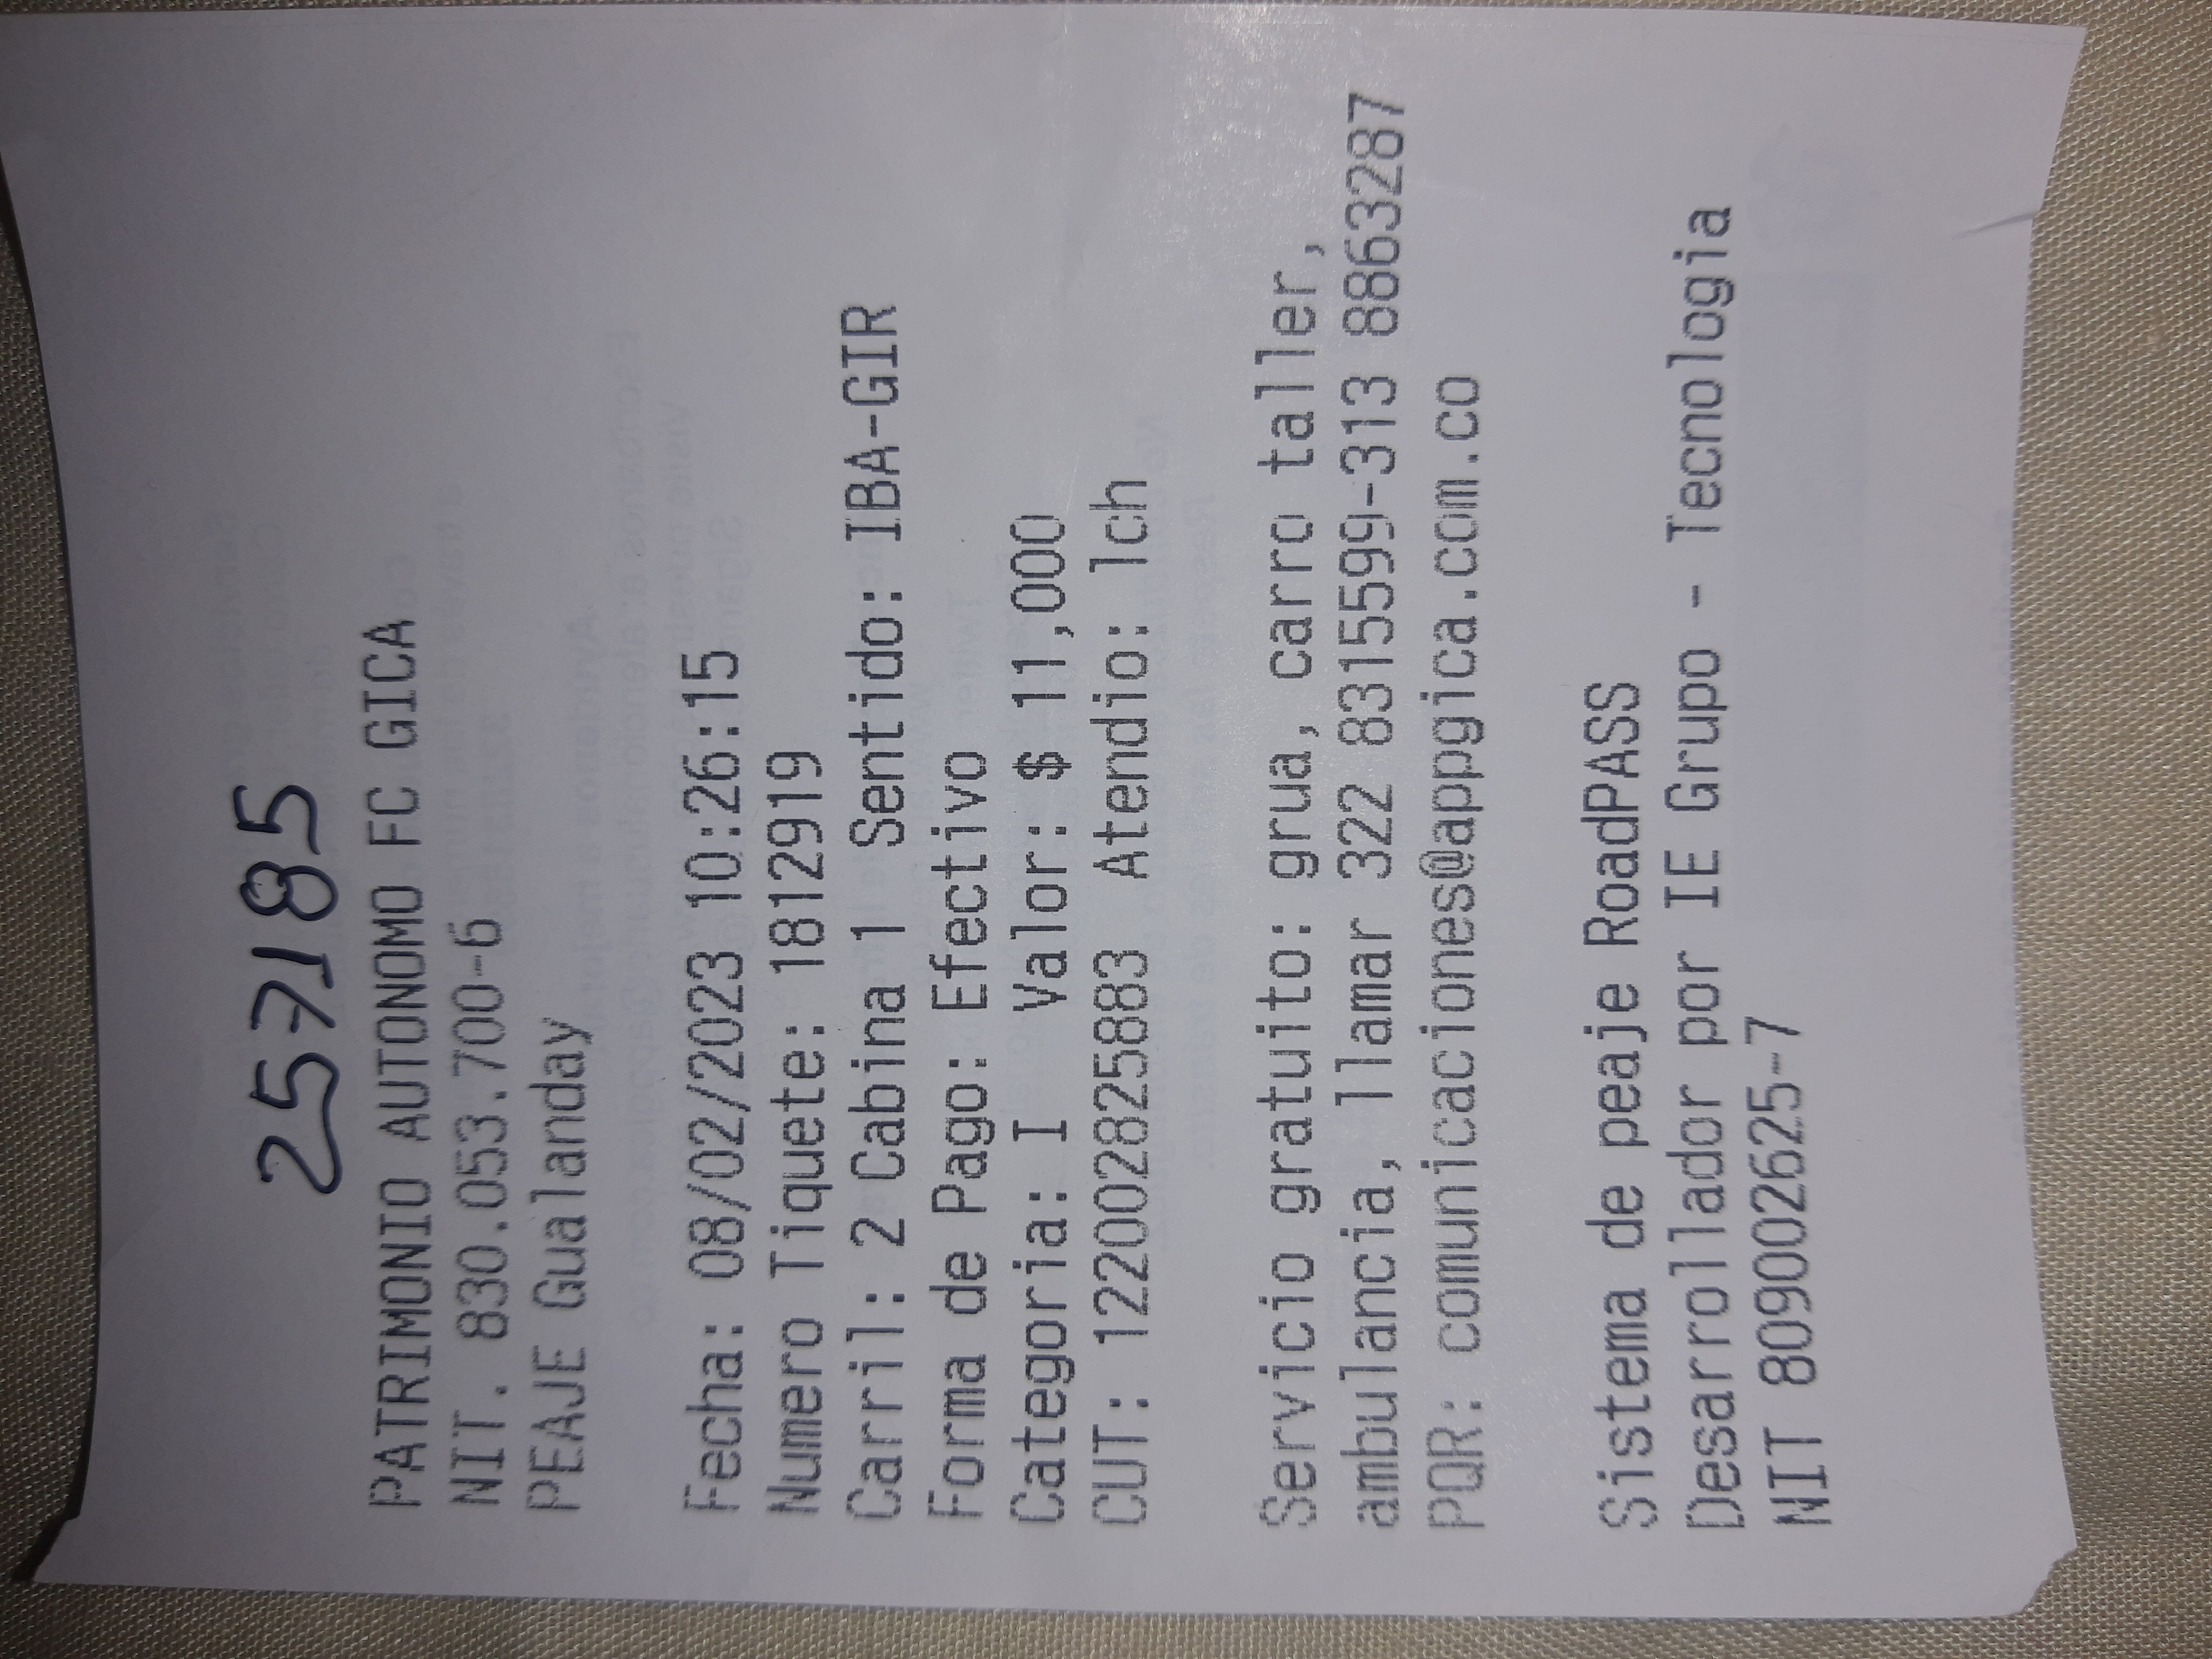 257185
PATRIMONIO AUTONOMO FC GICA
NIT. 830.053.700-6
PEAJE Gualanday
Fecha: 08/02/2023 10:26:15
Numero Tiquete: 1812919
Carril: 2 Cabina 1 Sentido: IBA-GIR
Forma de Pago: Efectivo
Categoria: I Valor: $ 11,000
CUT: 12200282825883 Atendio: lch
Servicio gratuito: grua, carro taller,
ambulancia, llamar 322 8315599-313 8863287
PQR: comunicaciones@appgica.com.co
Sistema de peaje RoadPASS
Desarrollador por IE Grupo - Tecnologia
NIT 809002625-7